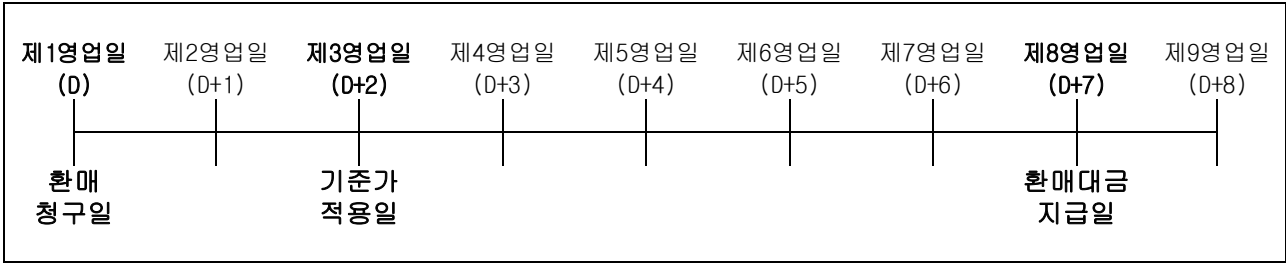 제1영업일 제2영업일 제3영업일 제4영업일 제5영업일 제6영업일 제7영업일 제8영업일 제9영업일
(D) (D+1) (D+2) (D+3) (D+4) (D+5) (D+6) (D+7) (D+8)
환매 기준가 환매대금
청구일 적용일 지급일